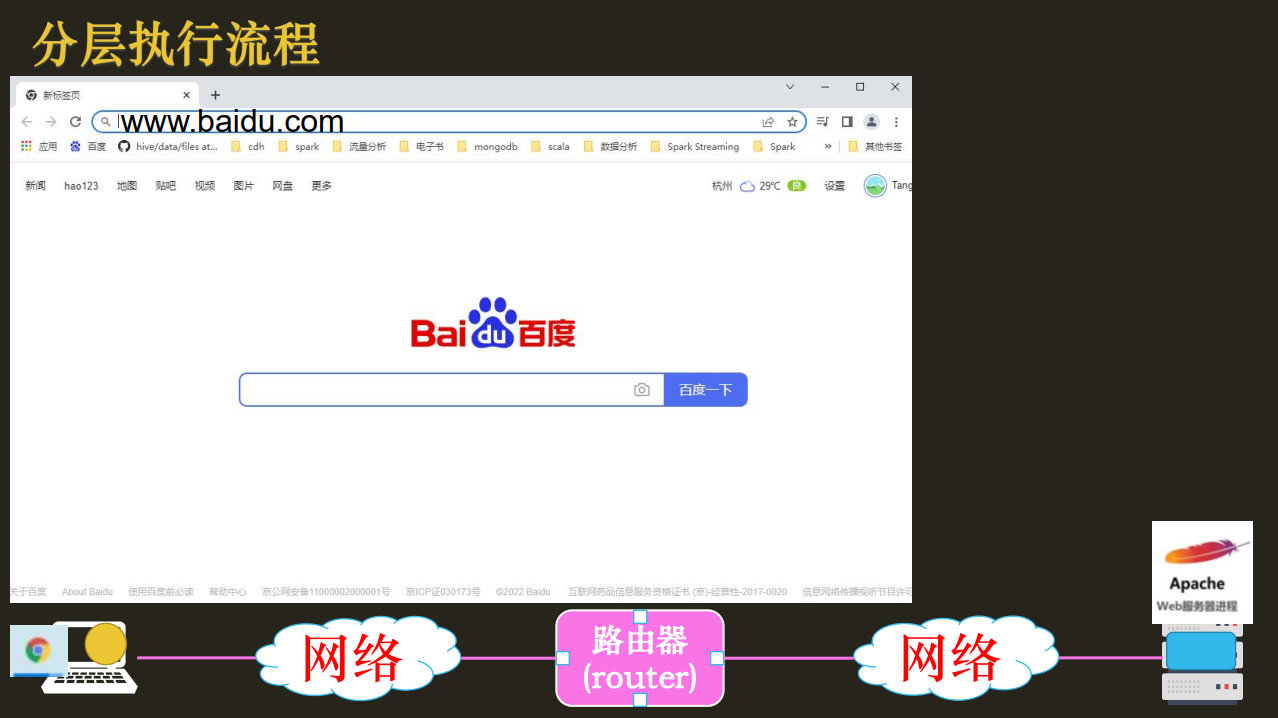 分层执行流程
新标签页
www.baidu.com
应用 百度 hive/data/files at... cdh spark 流量分析 电子书 mongodb scala 数据分析 Spark Streaming Spark » 其他书签
新闻 hao123 地图 贴吧 视频 图片 网盘 更多 杭州 29℃ 良 设置 Tang
Bai du 百度
百度一下
关于百度 About Baidu 使用百度前必读 帮助中心 京公网安备11000002000001号 京ICP证030173号 ©2022 Baidu 互联网药品信息服务资格证书 (京)-经营性-2017-0020 信息网络传播视听节目许可
Apache
Web服务器进程
网络
路由器
(router)
网络